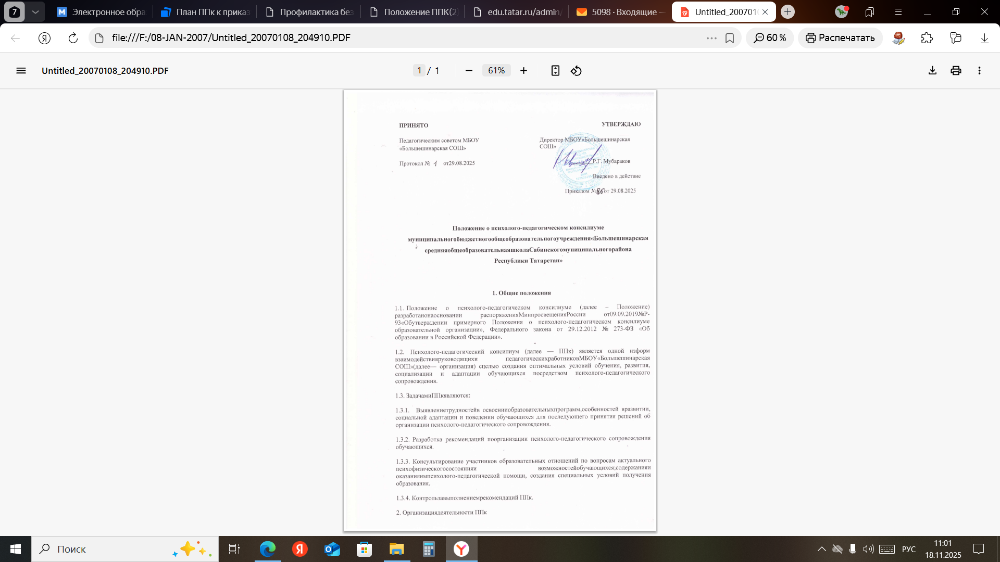 7
Электронное обра
План ППк к приказ
Профилактика без
Положение ППК(2)
edu.tatar.ru/admin/
5098 · Входящие —
Untitled_2007010
file:///F:/08-JAN-2007/Untitled_20070108_204910.PDF
60 %
Распечатать
Untitled_20070108_204910.PDF
1 / 1
61%
ПРИНЯТО
УТВЕРЖДАЮ
Педагогическим советом МБОУ
«Большешинарская СОШ»
Директор МБОУ«Большешинарская
СОШ»
Протокол № 1 от29.08.2025
Р.Г. Мубараков
Введено в действие
Приказом №86от 29.08.2025
Положение о психолого-педагогическом консилиуме
муниципальногобюджетногообщеобразовательногоучреждения«Большешинарская
средняяобщеобразовательнаяшколаСабинскогомуниципальногорайона
Республики Татарстан»
1. Общие положения
1.1. Положение о психолого-педагогическом консилиуме (далее – Положение)
разработанонаосновании распоряженияМинпросвещенияРоссии от09.09.2019№Р-
93«Обутверждении примерного Положения о психолого-педагогическом консилиуме
образовательной организации», Федерального закона от 29.12.2012 № 273-ФЗ «Об
образовании в Российской Федерации».
1.2. Психолого-педагогический консилиум (далее — ППк) является одной изформ
взаимодействияруководящихи педагогическихработниковМБОУ«Большешинарская
СОШ»(далее— организация) сцелью создания оптимальных условий обучения, развития,
социализации и адаптации обучающихся посредством психолого-педагогического
сопровождения.
1.3. ЗадачамиППкявляются:
1.3.1. Выявлениетрудностейв освоенииобразовательныхпрограмм,особенностей вразвитии,
социальной адаптации и поведении обучающихся для последующего принятия решений об
организации психолого-педагогического сопровождения.
1.3.2. Разработка рекомендаций поорганизации психолого-педагогического сопровождения
обучающихся.
1.3.3. Консультирование участников образовательных отношений по вопросам актуального
психофизическогосостоянияи возможностейобучающихся;содержанияи
оказанияимпсихолого-педагогической помощи, создания специальных условий получения
образования.
1.3.4. Контрользавыполнениемрекомендаций ППк.
2. Организациядеятельности ППк
Поиск
РУС
11:01
18.11.2025